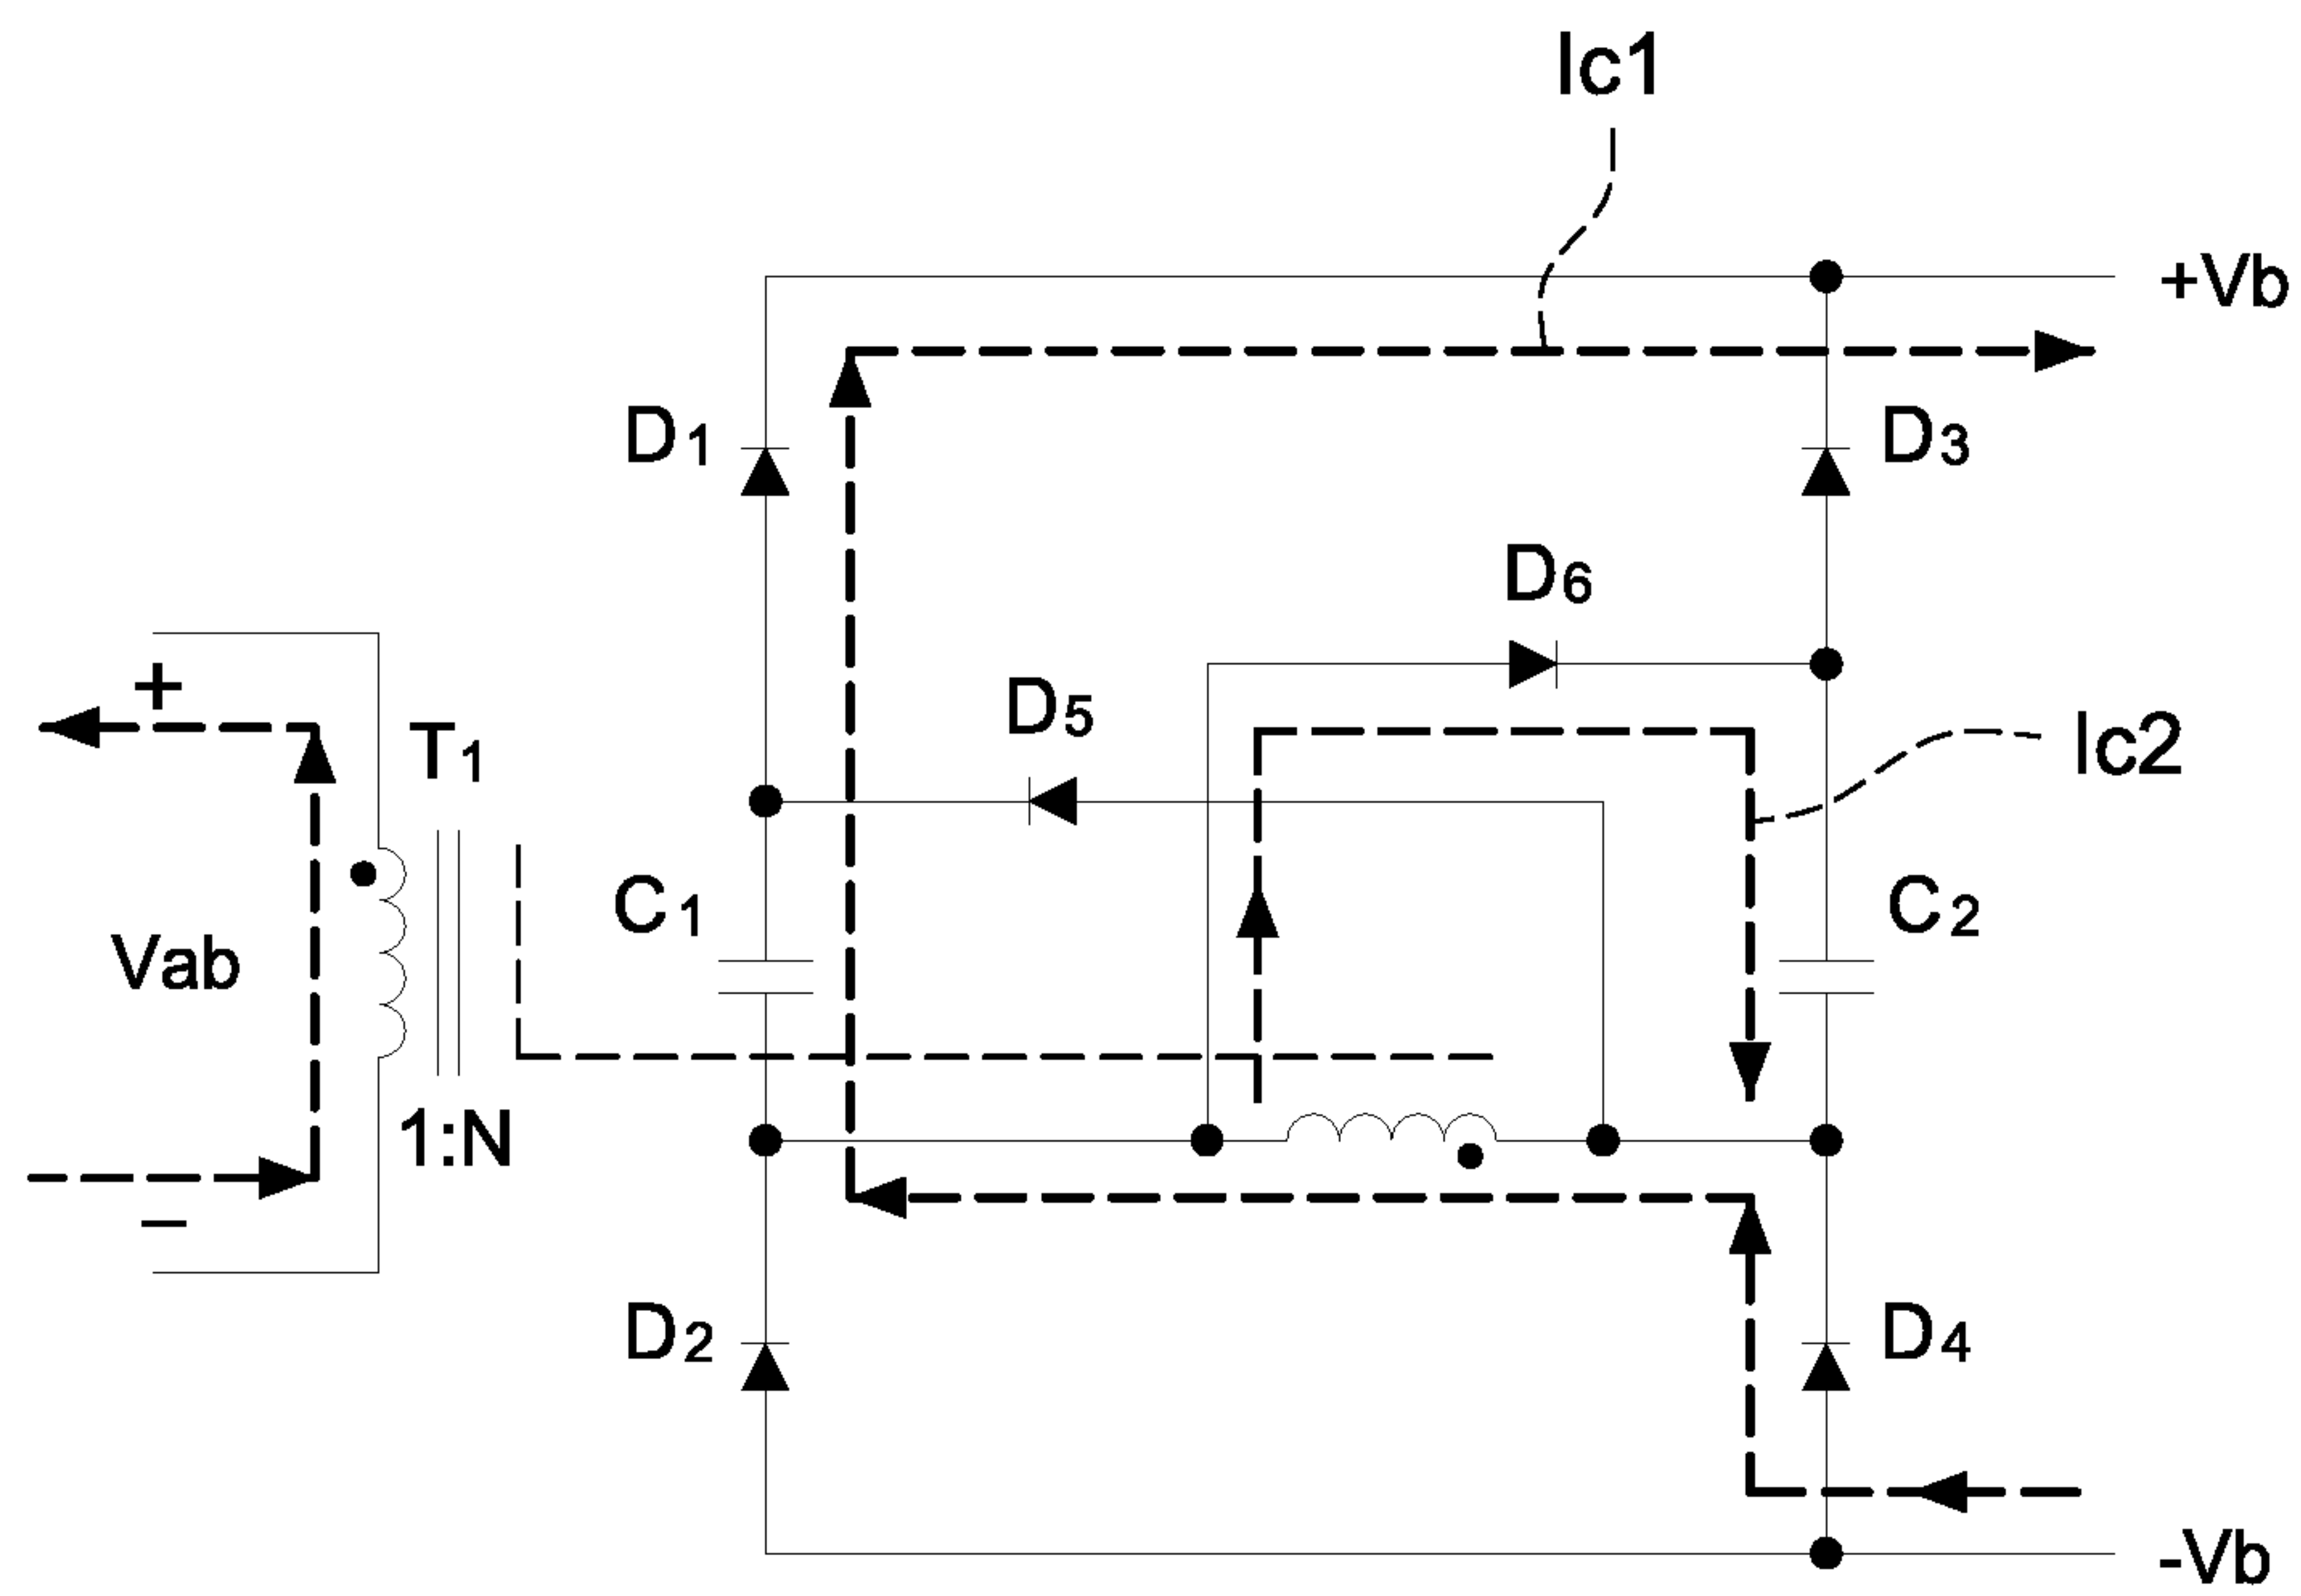 Ic1
+Vb
D1
D3
D6
D5
+
T1
Ic2
C1
C2
Vab
1:N
−
D2
D4
-Vb